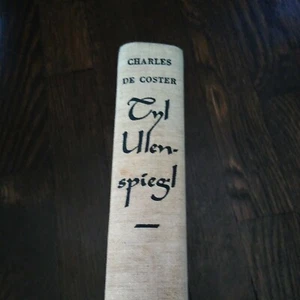 CHARLES
DE COSTER
Tyl
Ulen-
spiegl